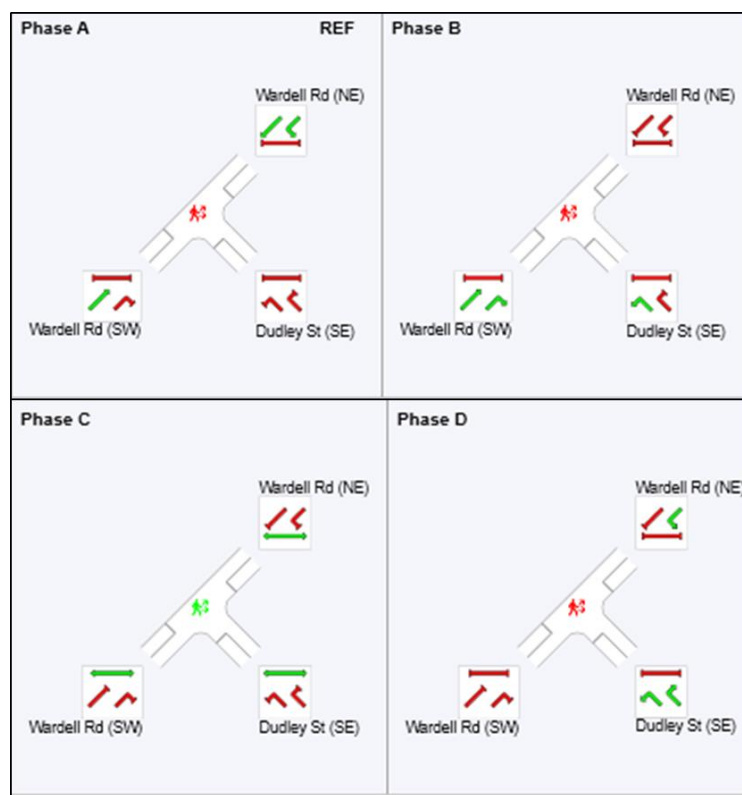 Phase A REF
Wardell Rd (NE)
Wardell Rd (SW)
Dudley St (SE)
Phase B
Wardell Rd (NE)
Wardell Rd (SW)
Dudley St (SE)
Phase C
Wardell Rd (NE)
Wardell Rd (SW)
Dudley St (SE)
Phase D
Wardell Rd (NE)
Wardell Rd (SW)
Dudley St (SE)